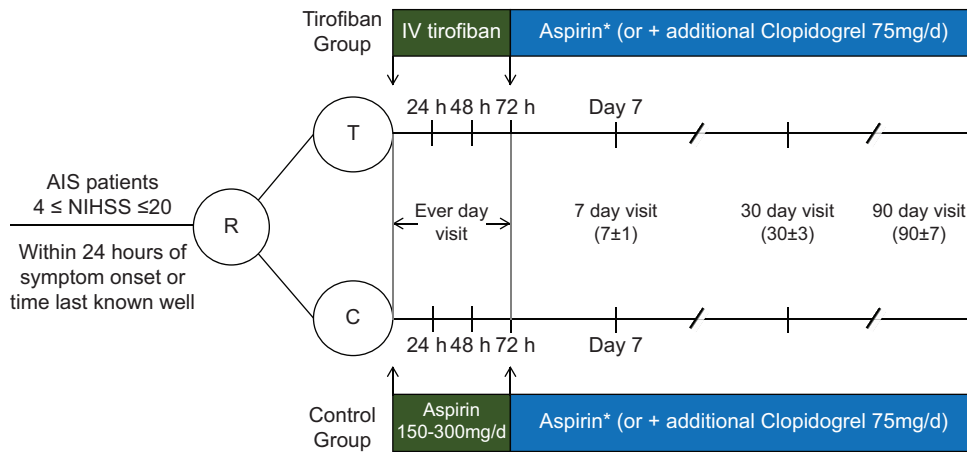 Tirofiban
Group
IV tirofiban
Aspirin* (or + additional Clopidogrel 75mg/d)
24 h 48 h 72 h
Day 7
T
AIS patients
4 ≤ NIHSS ≤20
R
Within 24 hours of
symptom onset or
time last known well
Ever day
visit
7 day visit
(7±1)
30 day visit
(30±3)
90 day visit
(90±7)
C
24 h 48 h 72 h
Day 7
Control
Group
Aspirin
150-300mg/d
Aspirin* (or + additional Clopidogrel 75mg/d)